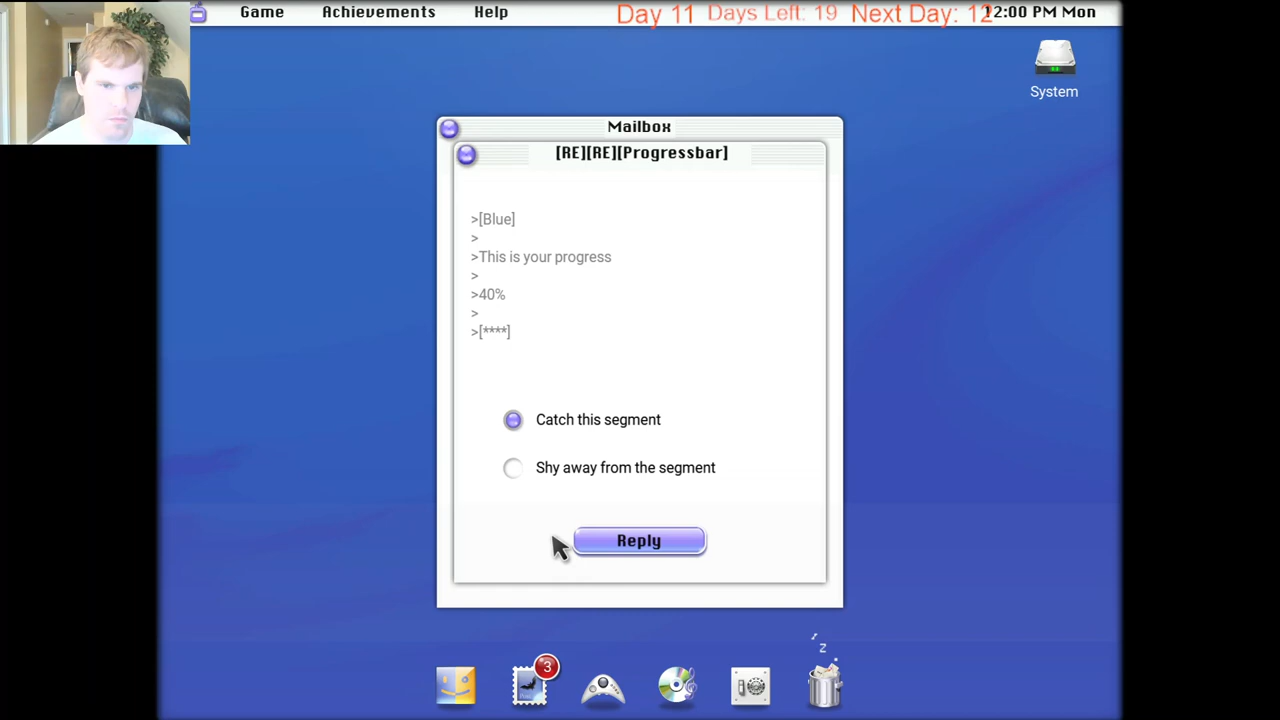 Game Achievements Help Day 11 Days Left: 19 Next Day: 12 12:00 PM Mon
System
Mailbox
[RE][RE][Progressbar]
>[Blue]
>
>This is your progress
>
>40%
>
>[****]
Catch this segment
Shy away from the segment
Reply
3
z